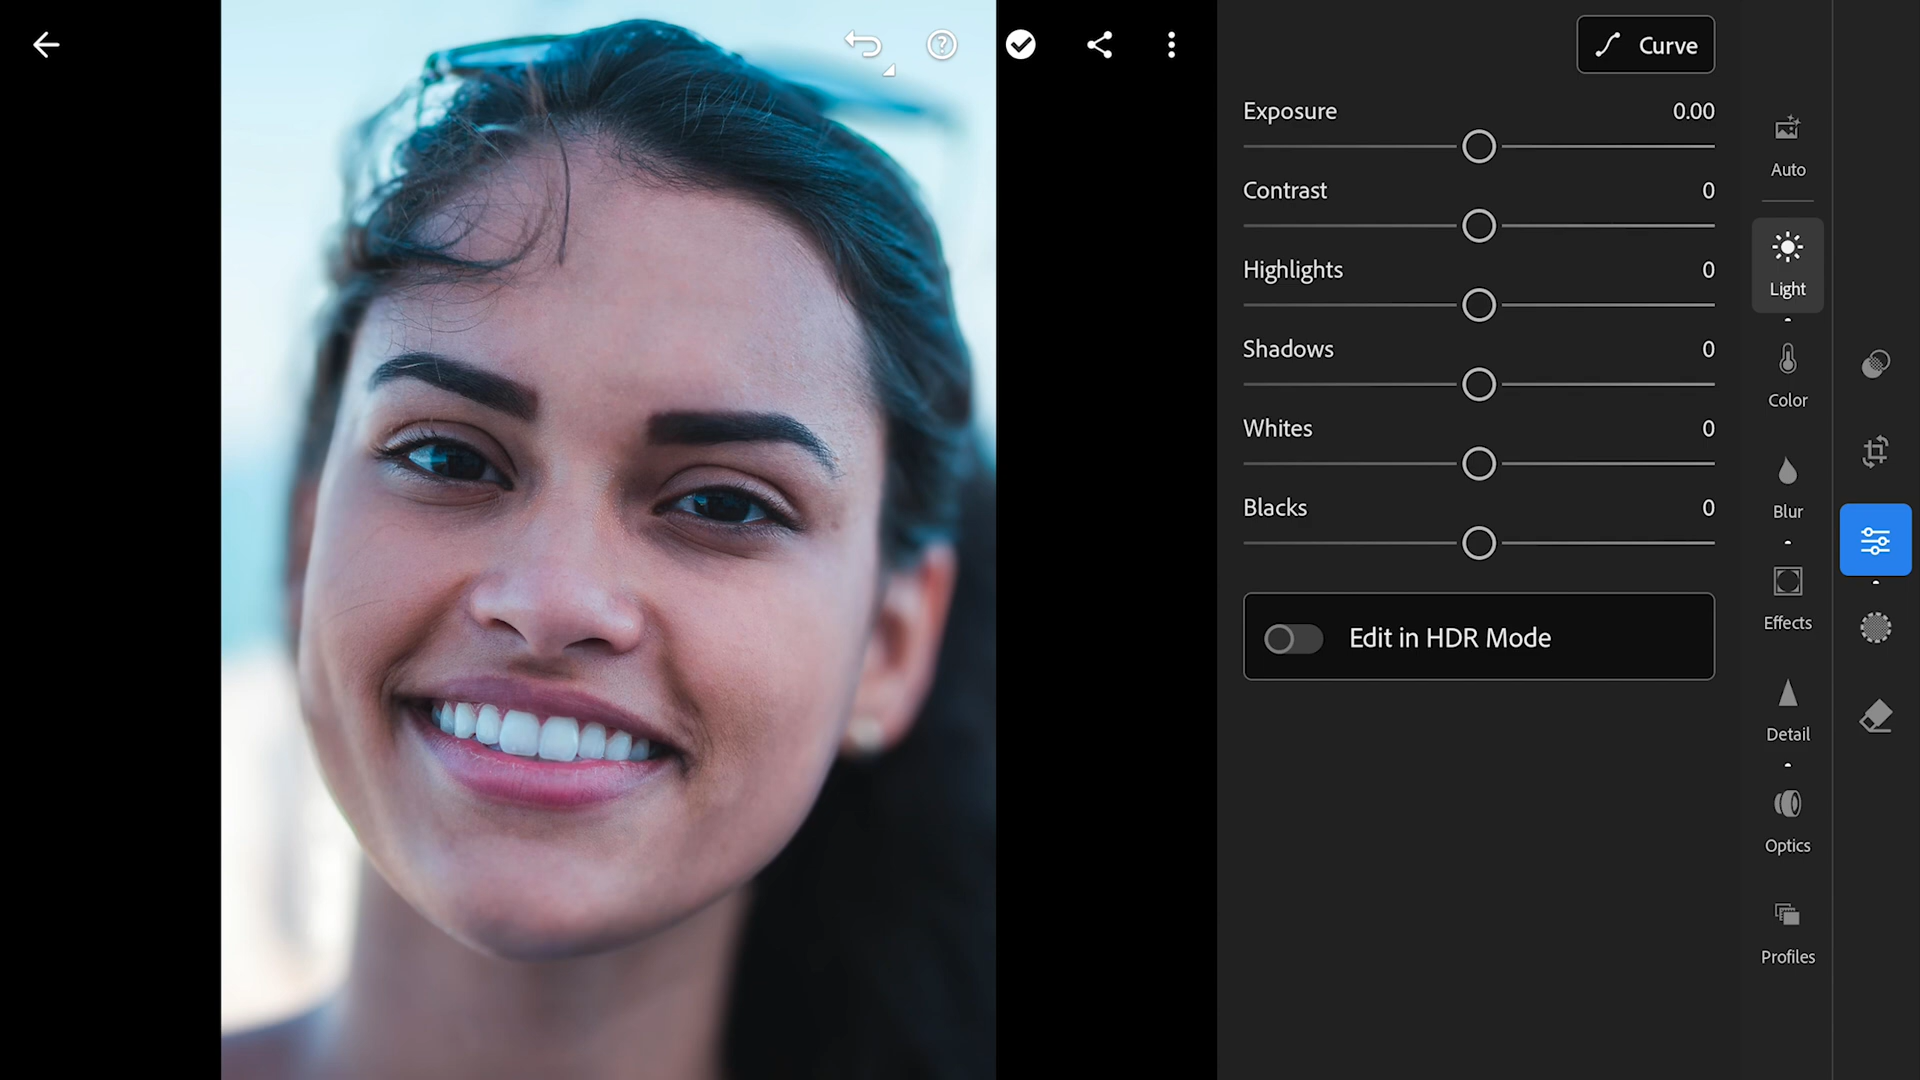 Curve
Exposure 0.00
Contrast 0
Highlights 0
Shadows 0
Whites 0
Blacks 0
Edit in HDR Mode
Auto
Light
Color
Blur
Effects
Detail
Optics
Profiles